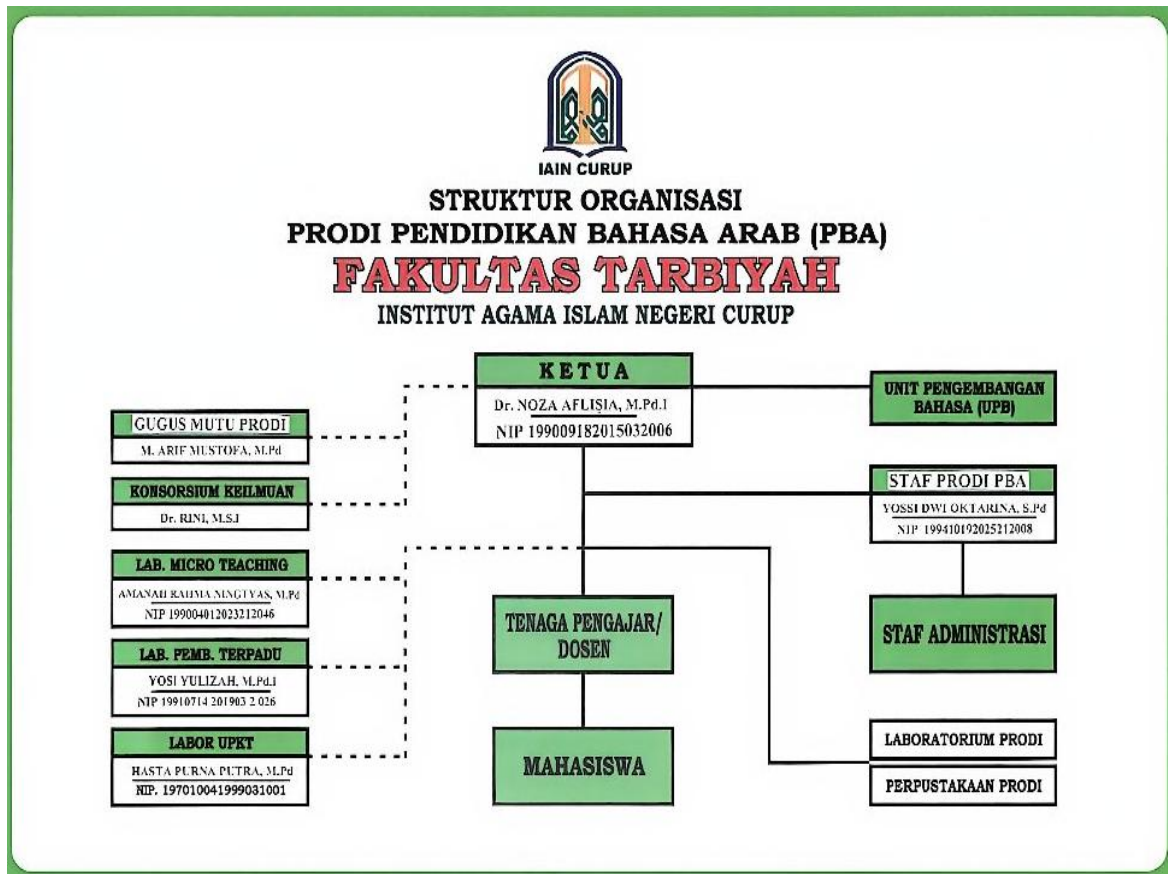 IAIN CURUP
STRUKTUR ORGANISASI
PRODI PENDIDIKAN BAHASA ARAB (PBA)
FAKULTAS TARBIYAH
INSTITUT AGAMA ISLAM NEGERI CURUP
KETUA
Dr. NOZA AFLISIA, M.Pd.I
NIP 199009182015032006
UNIT PENGEMBANGAN
BAHASA (UPB)
GUGUS MUTU PRODI
M. ARIF MUSTOFA, M.Pd
KONSORSIUM KEILMUAN
Dr. RINI, M.S.I
LAB. MICRO TEACHING
AMANAH RAHMA NINGTYAS, M.Pd
NIP 199004012023212046
LAB. PEMB. TERPADU
YOSI YULIZAH, M.Pd.I
NIP 19910714 201903 2 026
LABOR UPKT
HASTA PURNA PUTRA, M.Pd
NIP. 197010041999031001
STAF PRODI PBA
YOSSI DWI OKTARINA, S.Pd
NIP 199410192025212008
TENAGA PENGAJAR/
DOSEN
STAF ADMINISTRASI
MAHASISWA
LABORATORIUM PRODI
PERPUSTAKAAN PRODI